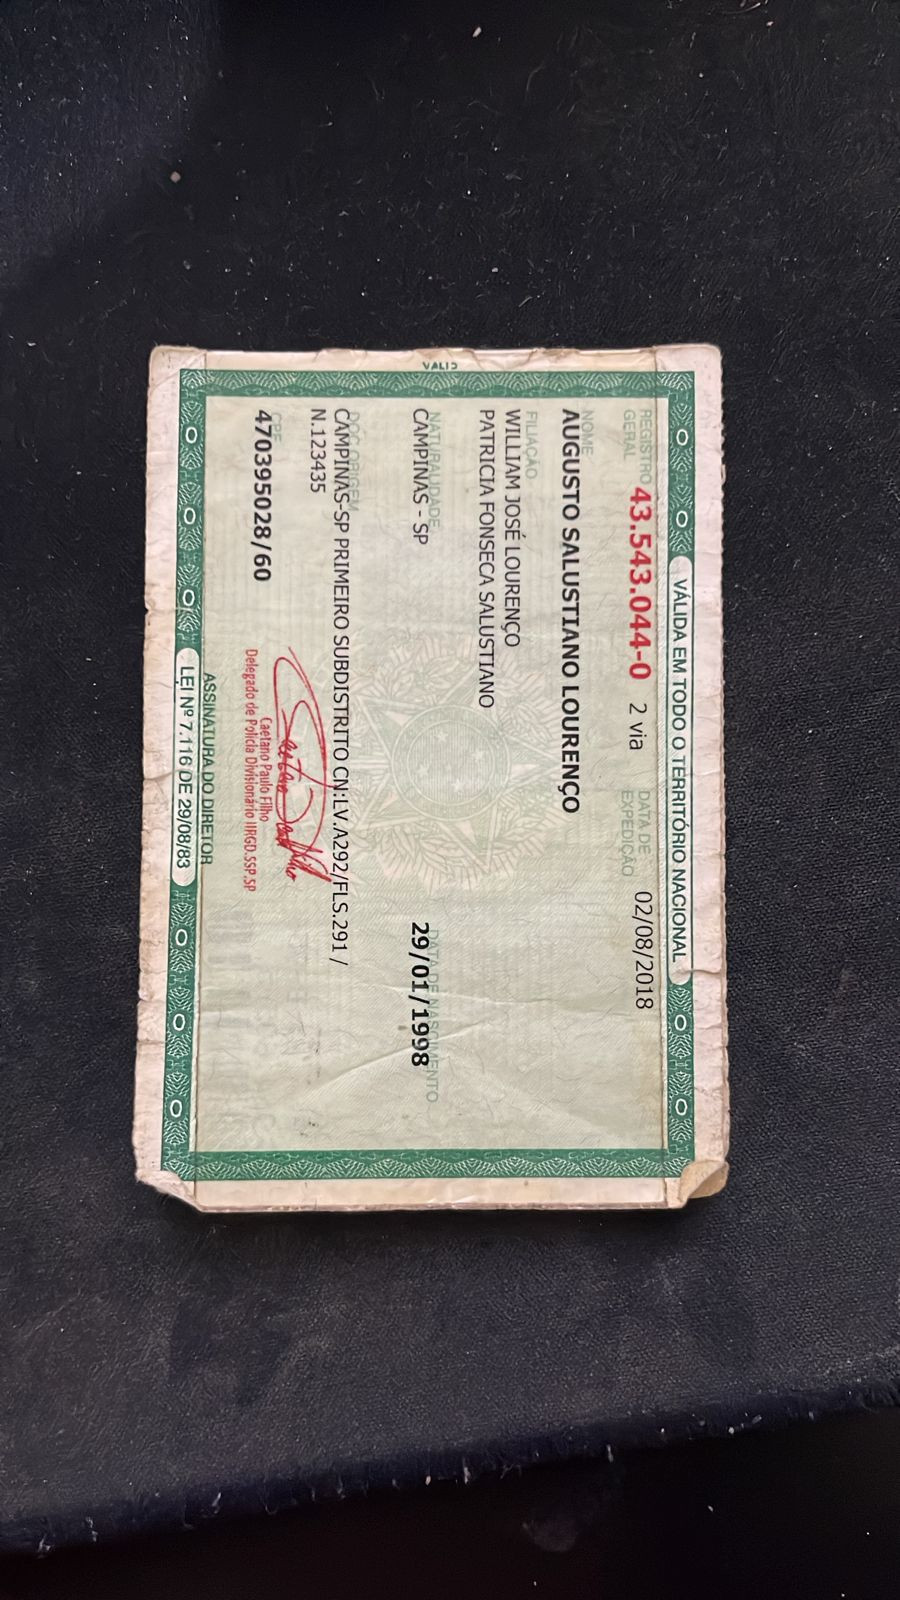 VALID
VÁLIDA EM TODO O TERRITÓRIO NACIONAL
REGISTRO GERAL 43.543.044-0 2 via DATA DE EXPEDIÇÃO 02/08/2018
NOME
AUGUSTO SALUSTIANO LOURENÇO
FILIAÇÃO
WILLIAM JOSÉ LOURENÇO
PATRICIA FONSECA SALUSTIANO
NATURALIDADE DATA DE NASCIMENTO
CAMPINAS - SP 29/01/1998
DOC ORIGEM
CAMPINAS-SP PRIMEIRO SUBDISTRITO CN:LV.A292/FLS.291/
N.123435
CPF
470395028/60
Caetano Paulo Filho
Delegado de Polícia Divisionário IIRGD.SSP.SP
ASSINATURA DO DIRETOR
LEI Nº 7.116 DE 29/08/83